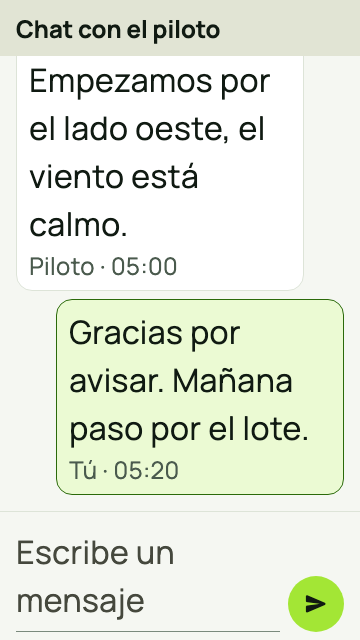 Chat con el piloto
Empezamos por
el lado oeste, el
viento está
calmo.
Piloto · 05:00
Gracias por
avisar. Mañana
paso por el lote.
Tú · 05:20
Escribe un
mensaje